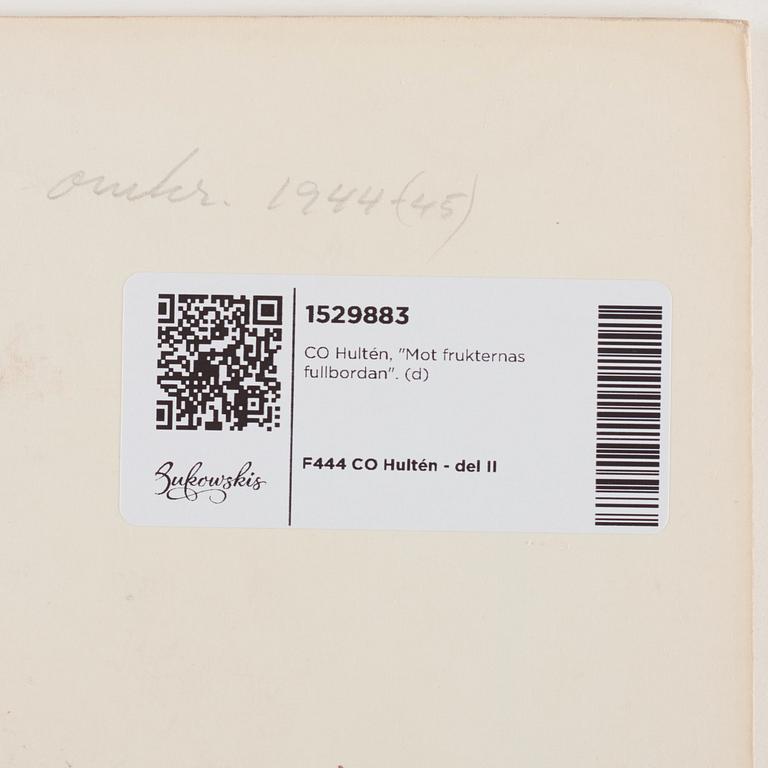 omkr. 1944 (45)
1529883
CO Hultén, "Mot frukternas
fullbordan". (d)
F444 CO Hultén - del II
Bukowskis